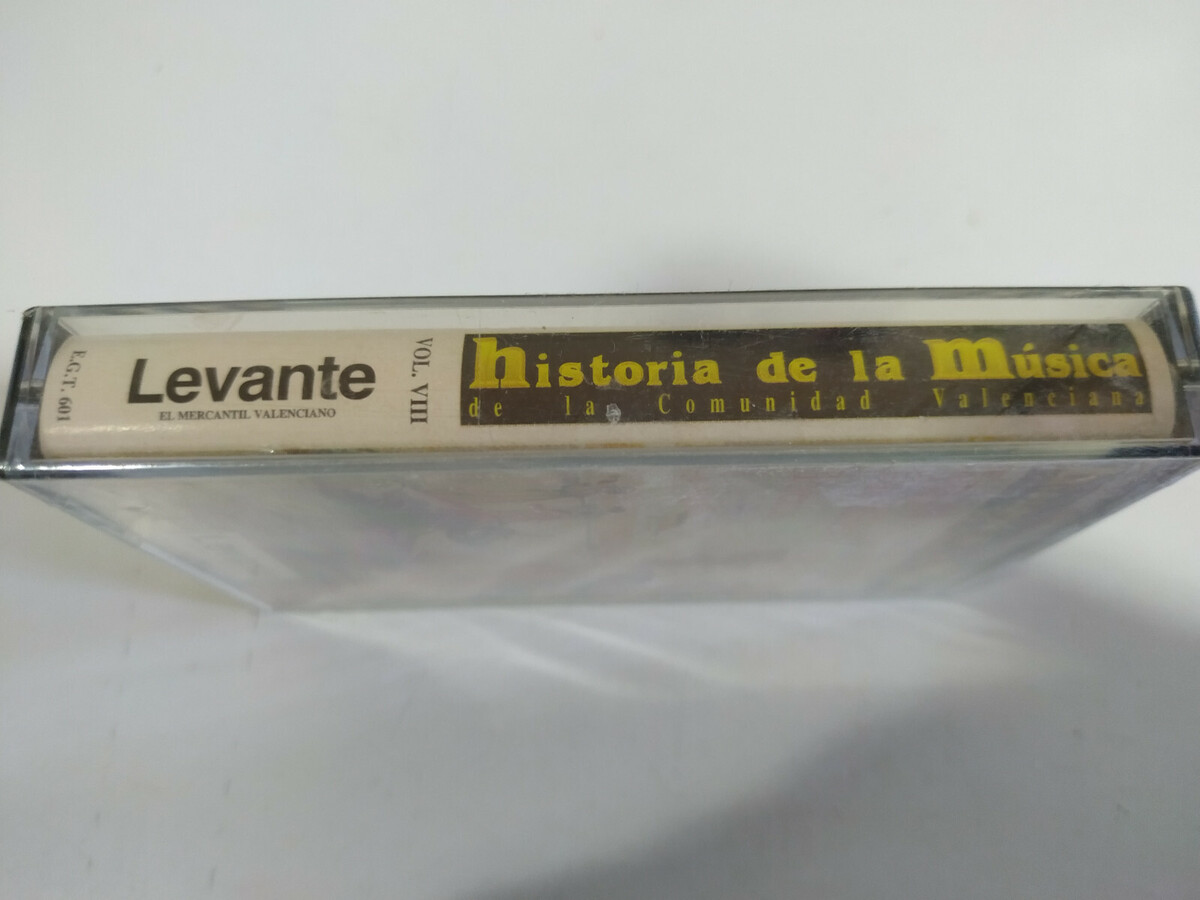 E.G.T. 601
Levante
EL MERCANTIL VALENCIANO
VOL. VIII
historia de la música
de la Comunidad Valenciana